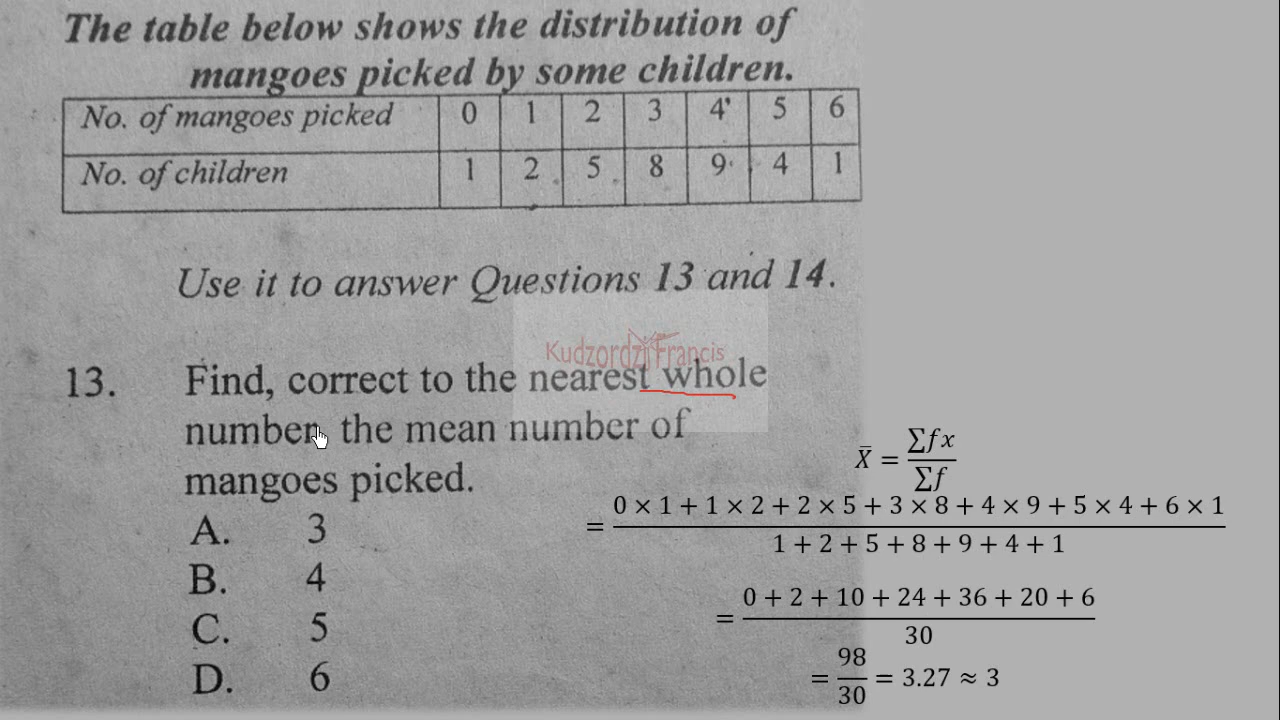 The table below shows the distribution of
mangoes picked by some children.
No. of mangoes picked 0 1 2 3 4 5 6
No. of children 1 2 5 8 9 4 1
Use it to answer Questions 13 and 14.
Kudzordzi Francis
13. Find, correct to the nearest whole
number, the mean number of
mangoes picked.
A. 3
B. 4
C. 5
D. 6
X̄ = ∑fx / ∑f
= 0 × 1 + 1 × 2 + 2 × 5 + 3 × 8 + 4 × 9 + 5 × 4 + 6 × 1
1 + 2 + 5 + 8 + 9 + 4 + 1
= 0 + 2 + 10 + 24 + 36 + 20 + 6
30
= 98 / 30 = 3.27 ≈ 3